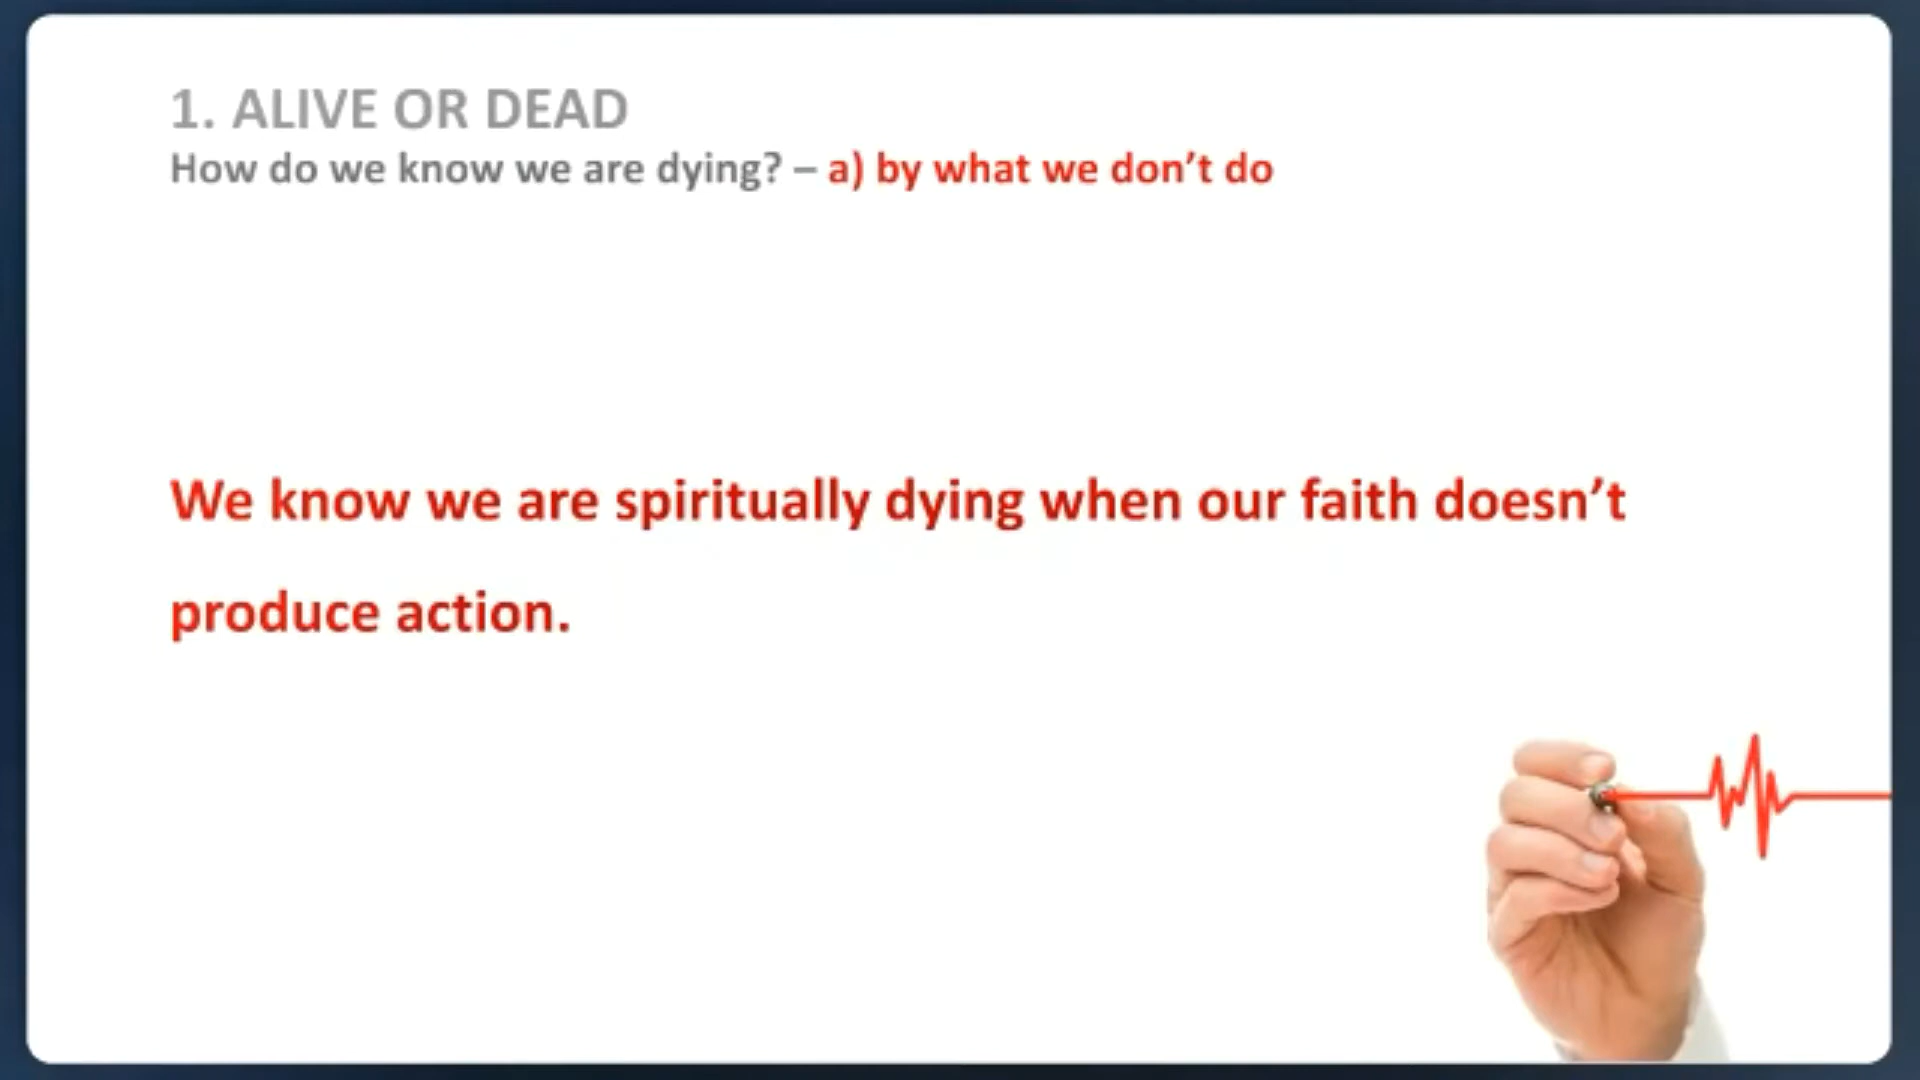 1. ALIVE OR DEAD
How do we know we are dying? – a) by what we don’t do
We know we are spiritually dying when our faith doesn’t
produce action.